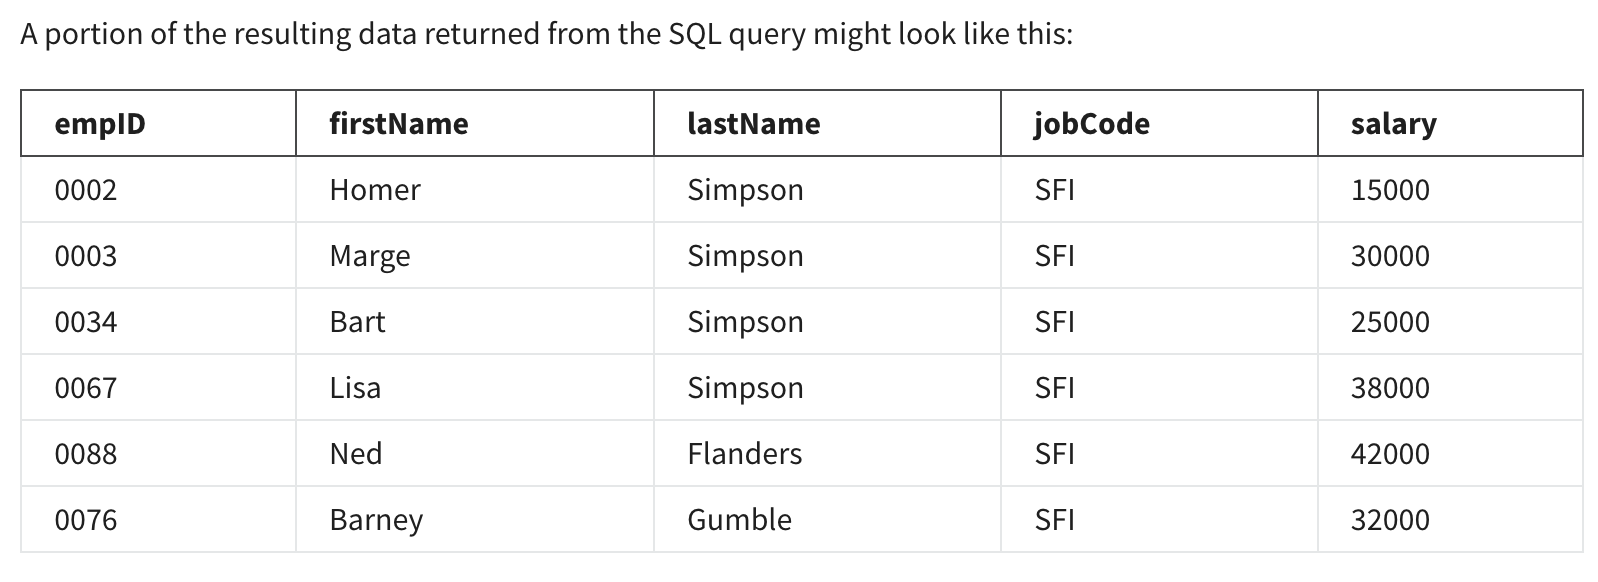 A portion of the resulting data returned from the SQL query might look like this:
empID firstName lastName jobCode salary
0002 Homer Simpson SFI 15000
0003 Marge Simpson SFI 30000
0034 Bart Simpson SFI 25000
0067 Lisa Simpson SFI 38000
0088 Ned Flanders SFI 42000
0076 Barney Gumble SFI 32000